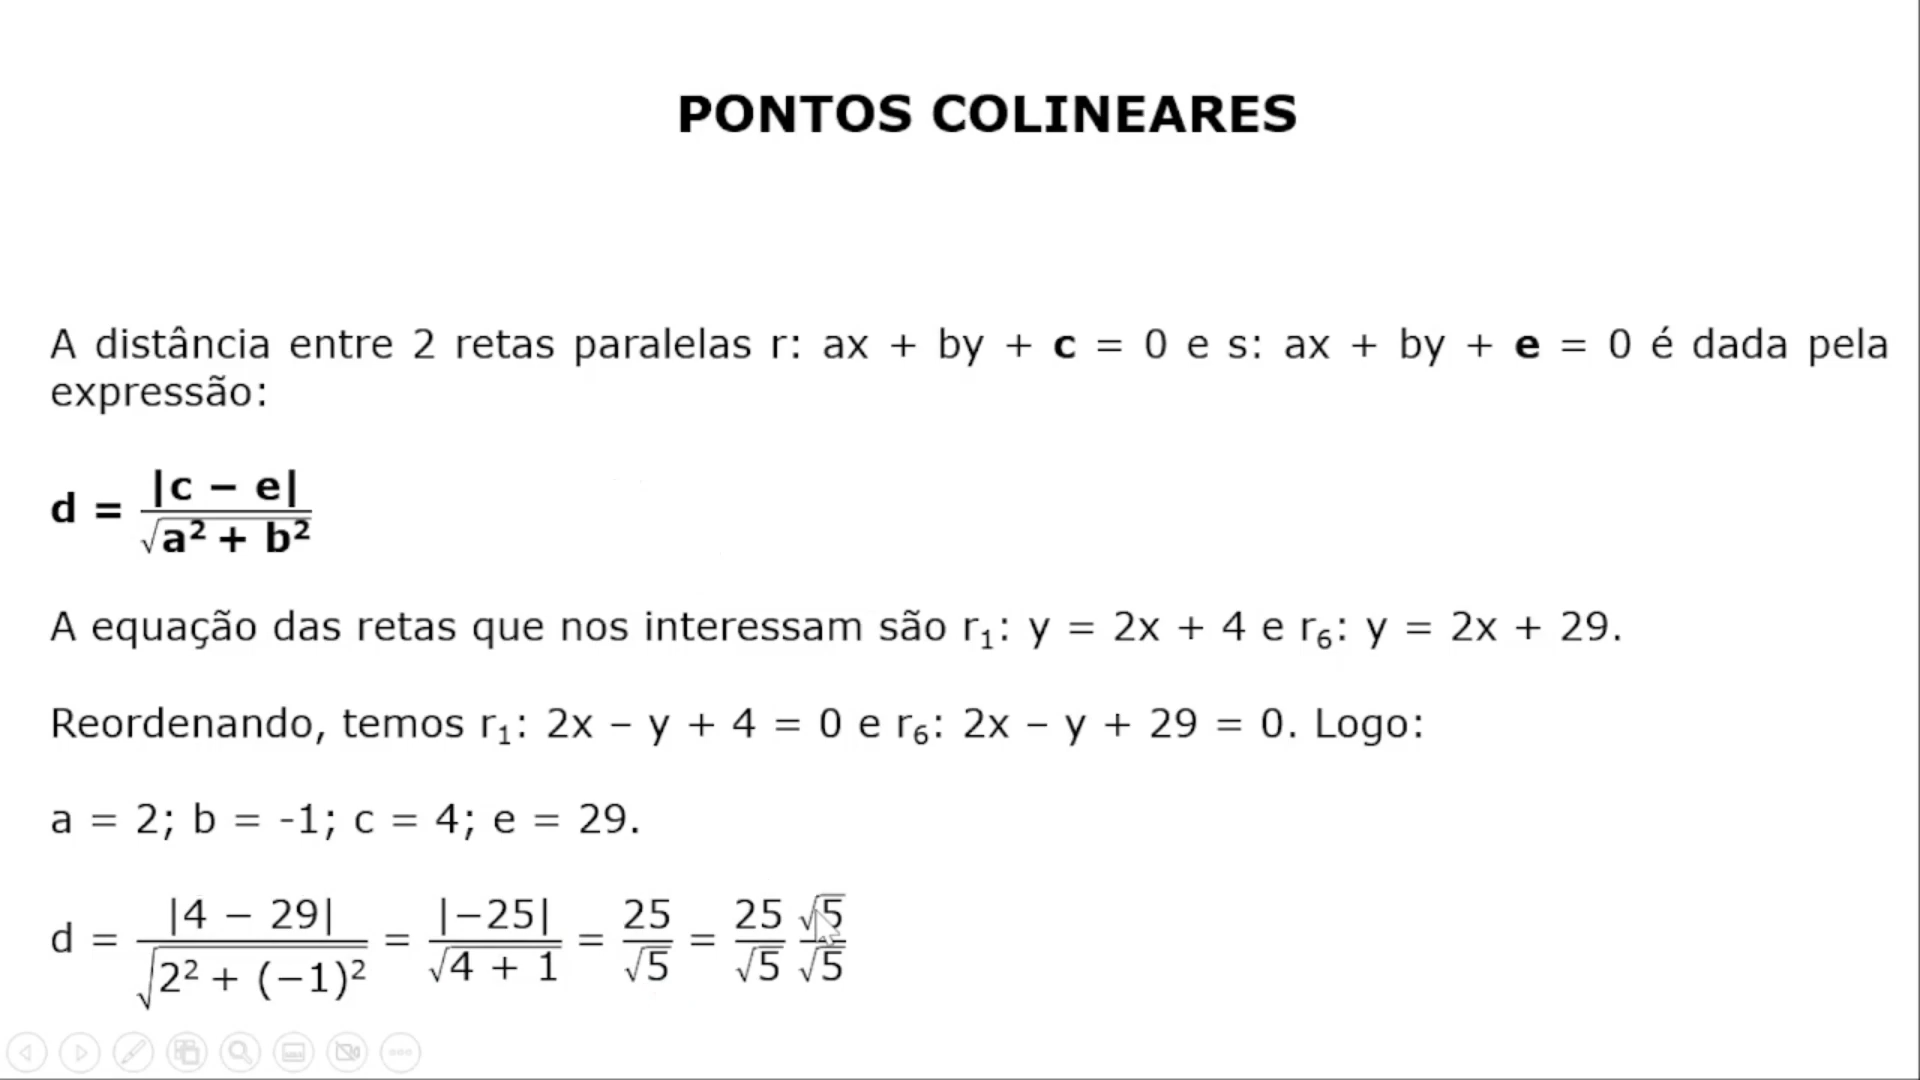 PONTOS COLINEARES
A distância entre 2 retas paralelas r: ax + by + c = 0 e s: ax + by + e = 0 é dada pela
expressão:
d = |c − e| / √(a² + b²)
A equação das retas que nos interessam são r₁: y = 2x + 4 e r₆: y = 2x + 29.
Reordenando, temos r₁: 2x – y + 4 = 0 e r₆: 2x – y + 29 = 0. Logo:
a = 2; b = -1; c = 4; e = 29.
d = |4 − 29| / √(2² + (−1)²) = |−25| / √(4 + 1) = 25/√5 = 25/√5 √5/√5